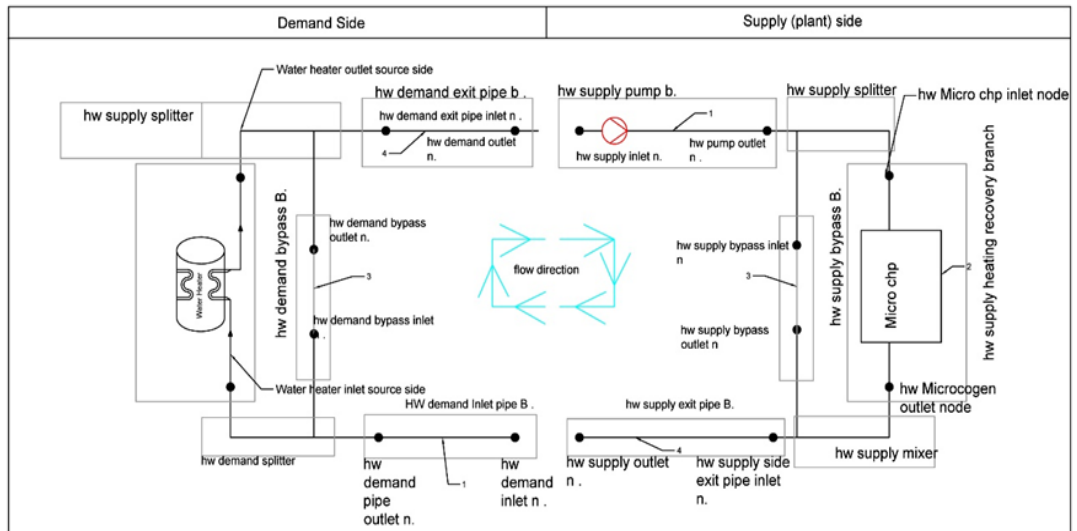 Demand Side
Supply (plant) side
Water heater outlet source side
hw supply splitter
hw demand exit pipe b .
hw demand exit pipe inlet n .
4
hw demand outlet
n.
hw supply pump b.
1
hw supply inlet n.
hw pump outlet
n .
hw supply splitter
hw Micro chp inlet node
hw demand bypass B.
hw demand bypass
outlet n.
3
hw demand bypass inlet
n .
Water Heater
Water heater inlet source side
flow direction
hw supply bypass inlet
n
3
hw supply bypass
outlet n
hw supply bypass B.
Micro chp
2
hw supply heating recovery branch
hw Microcogen
outlet node
HW demand Inlet pipe B .
hw demand splitter
hw
demand
pipe
outlet n.
1
hw
demand
inlet n .
hw supply exit pipe B.
4
hw supply outlet
n .
hw supply side
exit pipe inlet
n.
hw supply mixer